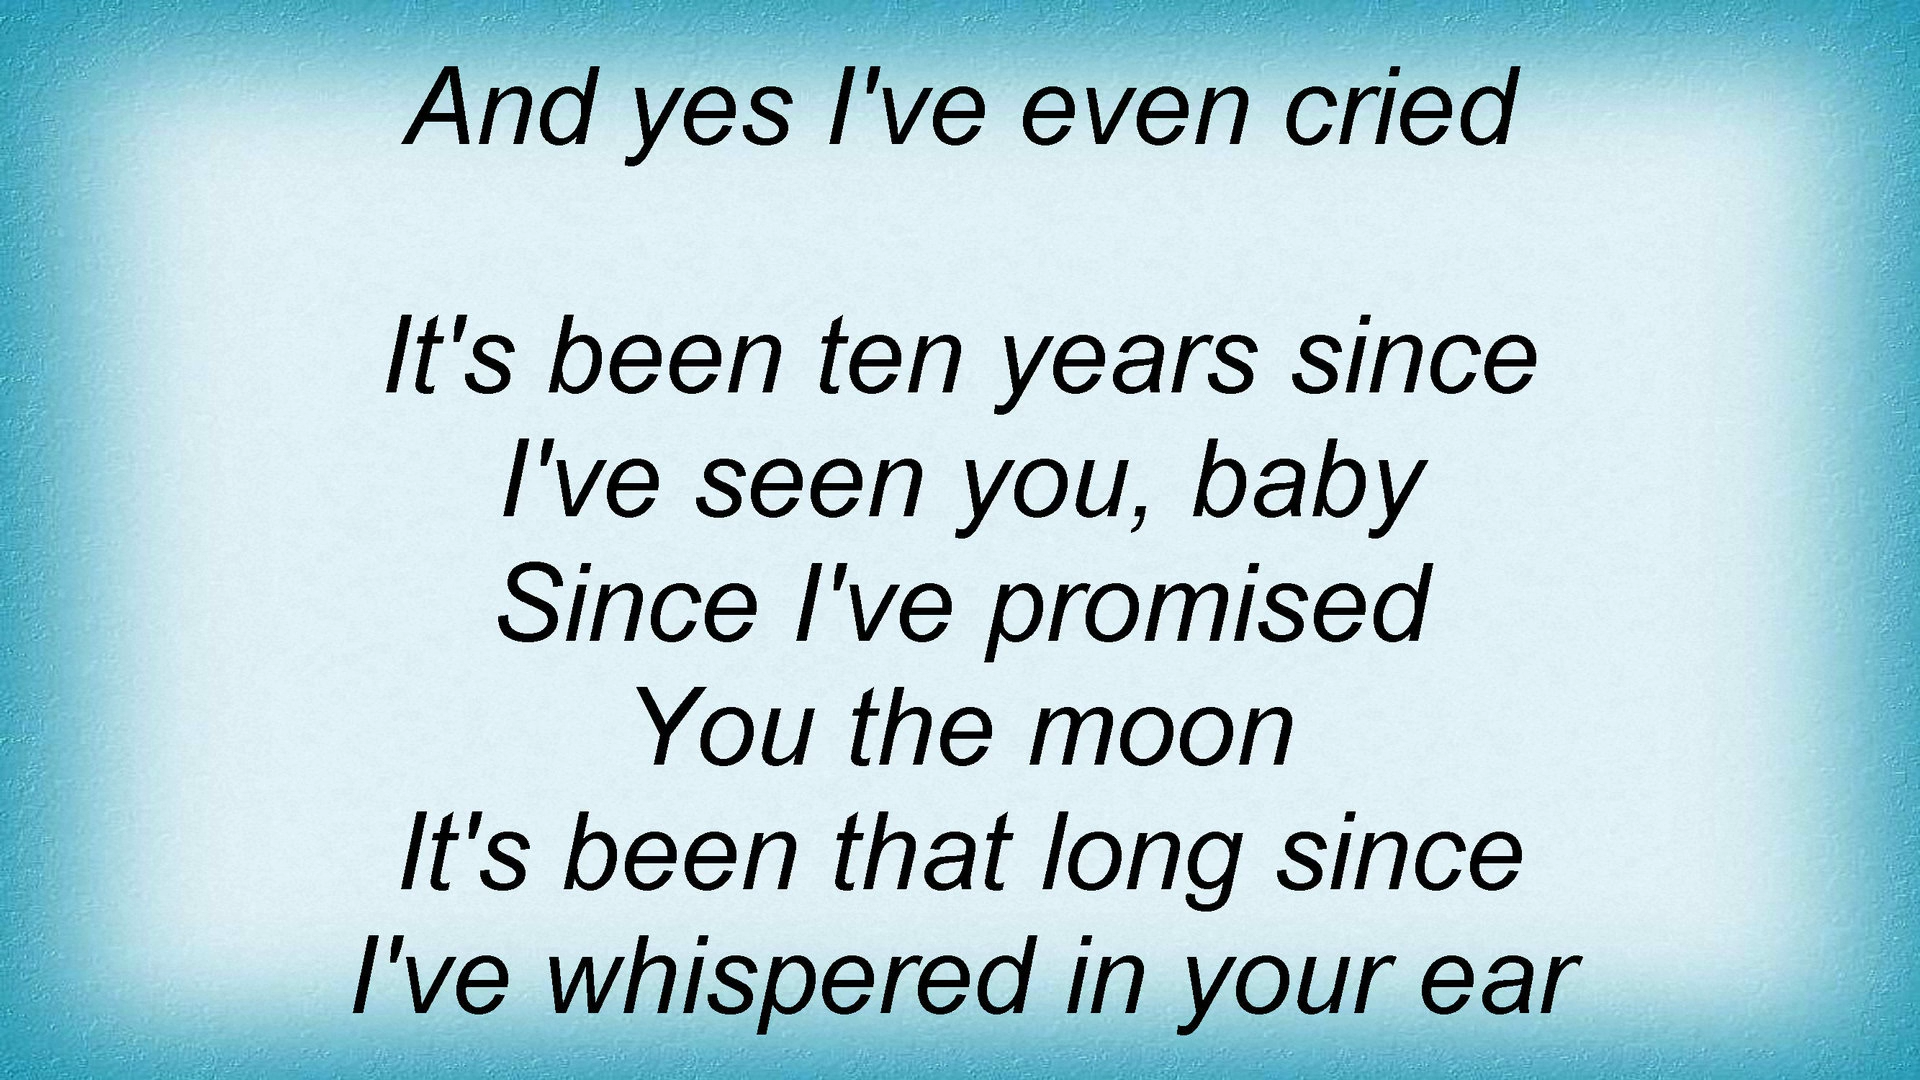 And yes I've even cried
It's been ten years since
I've seen you, baby
Since I've promised
You the moon
It's been that long since
I've whispered in your ear